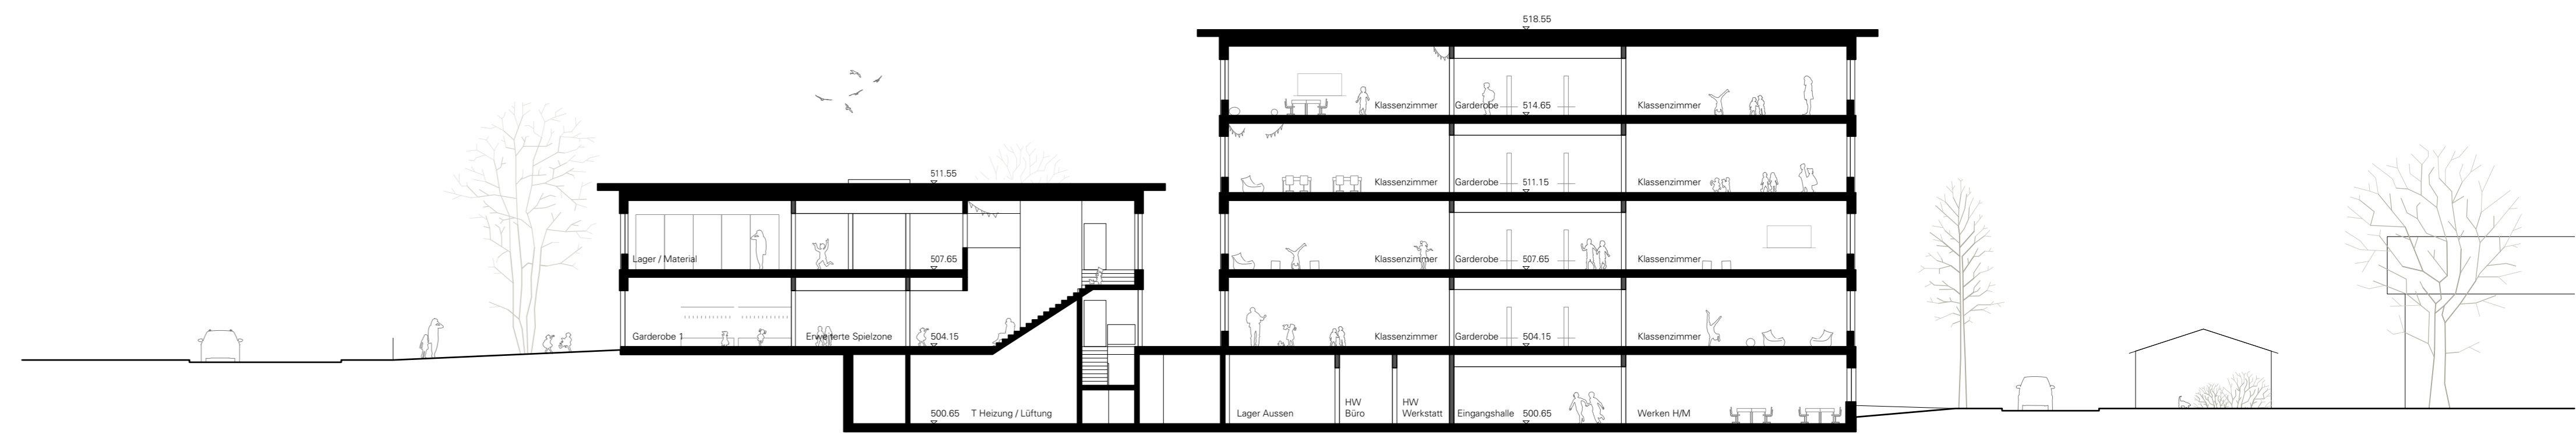 518.55
Klassenzimmer Garderobe 514.65 Klassenzimmer
511.55
Klassenzimmer Garderobe 511.15 Klassenzimmer
Lager / Material 507.65
Klassenzimmer Garderobe 507.65 Klassenzimmer
Garderobe 1 Erweiterte Spielzone 504.15
Klassenzimmer Garderobe 504.15 Klassenzimmer
500.65 T Heizung / Lüftung
Lager Aussen
HW
Büro
HW
Werkstatt
Eingangshalle 500.65 Werken H/M